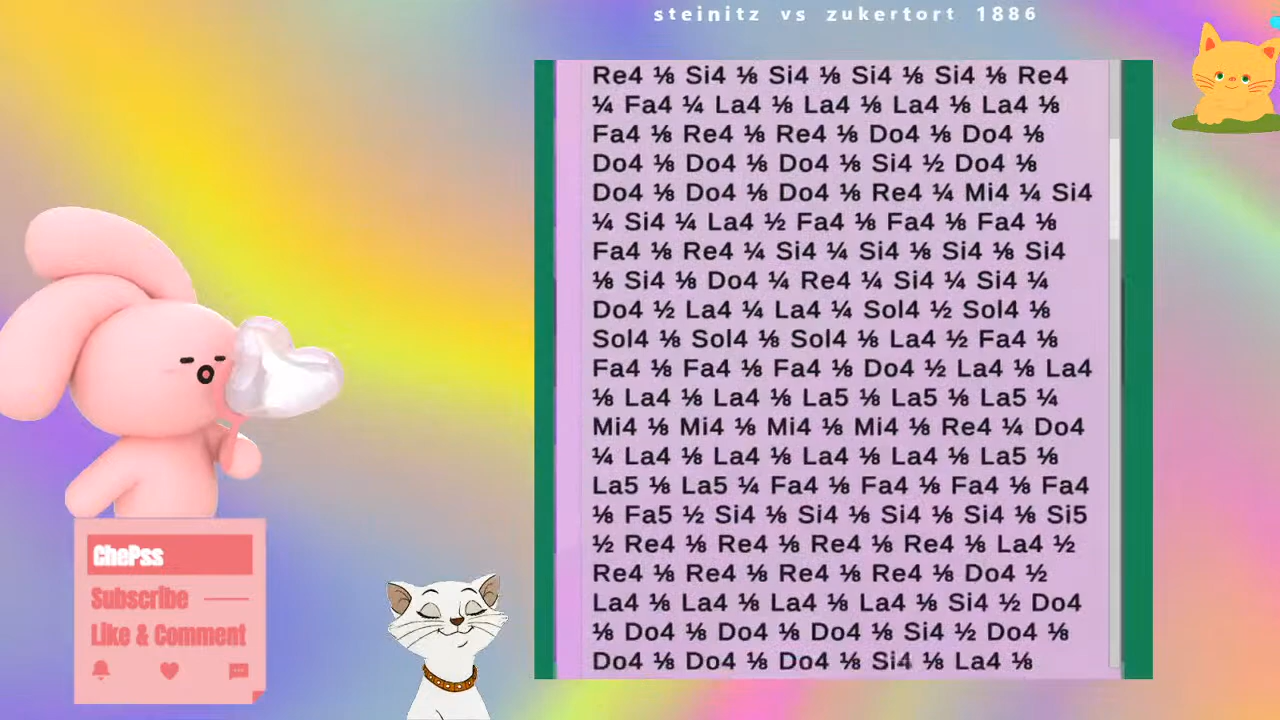 steinitz vs zukertort 1886
Re4 ⅛ Si4 ⅛ Si4 ⅛ Si4 ⅛ Si4 ⅛ Re4
¼ Fa4 ¼ La4 ⅛ La4 ⅛ La4 ⅛ La4 ⅛
Fa4 ⅛ Re4 ⅛ Re4 ⅛ Do4 ⅛ Do4 ⅛
Do4 ⅛ Do4 ⅛ Do4 ⅛ Si4 ½ Do4 ⅛
Do4 ⅛ Do4 ⅛ Do4 ⅛ Re4 ¼ Mi4 ¼ Si4
¼ Si4 ¼ La4 ½ Fa4 ⅛ Fa4 ⅛ Fa4 ⅛
Fa4 ⅛ Re4 ¼ Si4 ¼ Si4 ⅛ Si4 ⅛ Si4
⅛ Si4 ⅛ Do4 ¼ Re4 ¼ Si4 ¼ Si4 ¼
Do4 ½ La4 ¼ La4 ¼ Sol4 ½ Sol4 ⅛
Sol4 ⅛ Sol4 ⅛ Sol4 ⅛ La4 ½ Fa4 ⅛
Fa4 ⅛ Fa4 ⅛ Fa4 ⅛ Do4 ½ La4 ⅛ La4
⅛ La4 ⅛ La4 ⅛ La5 ⅛ La5 ⅛ La5 ¼
Mi4 ⅛ Mi4 ⅛ Mi4 ⅛ Mi4 ⅛ Re4 ¼ Do4
¼ La4 ⅛ La4 ⅛ La4 ⅛ La4 ⅛ La5 ⅛
La5 ⅛ La5 ¼ Fa4 ⅛ Fa4 ⅛ Fa4 ⅛ Fa4
⅛ Fa5 ½ Si4 ⅛ Si4 ⅛ Si4 ⅛ Si4 ⅛ Si5
½ Re4 ⅛ Re4 ⅛ Re4 ⅛ Re4 ⅛ La4 ½
Re4 ⅛ Re4 ⅛ Re4 ⅛ Re4 ⅛ Do4 ½
La4 ⅛ La4 ⅛ La4 ⅛ La4 ⅛ Si4 ½ Do4
⅛ Do4 ⅛ Do4 ⅛ Do4 ⅛ Si4 ½ Do4 ⅛
Do4 ⅛ Do4 ⅛ Do4 ⅛ Si4 ⅛ La4 ⅛
ChePss
Subscribe
Like & Comment